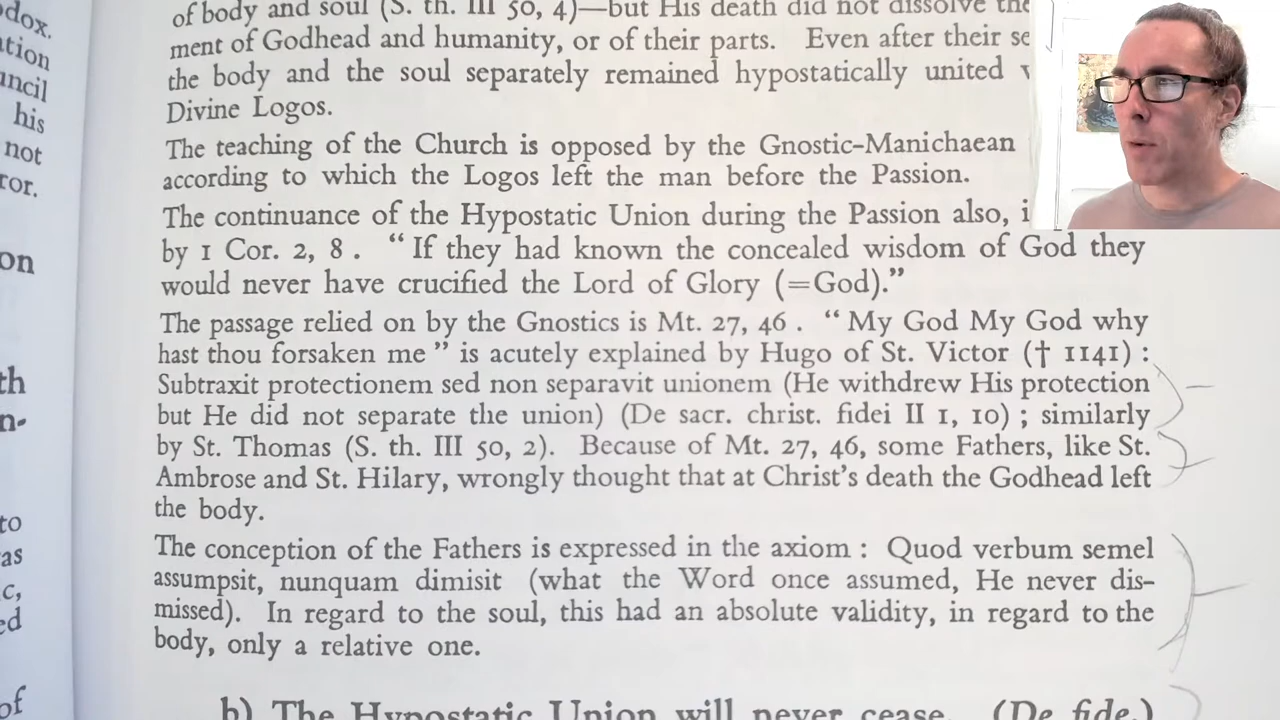 dox.
ation
uncil
his
not
ror.
on
th
n-
to
as
c,
ed
of
of body and soul (S. th. III 50, 4)—but His death did not dissolve the
ment of Godhead and humanity, or of their parts. Even after their se
the body and the soul separately remained hypostatically united
Divine Logos.
The teaching of the Church is opposed by the Gnostic-Manichaean
according to which the Logos left the man before the Passion.
The continuance of the Hypostatic Union during the Passion also, i
by 1 Cor. 2, 8 . “ If they had known the concealed wisdom of God they
would never have crucified the Lord of Glory (=God).”
The passage relied on by the Gnostics is Mt. 27, 46 . “ My God My God why
hast thou forsaken me ” is acutely explained by Hugo of St. Victor († 1141) :
Subtraxit protectionem sed non separavit unionem (He withdrew His protection
but He did not separate the union) (De sacr. christ. fidei II 1, 10) ; similarly
by St. Thomas (S. th. III 50, 2). Because of Mt. 27, 46, some Fathers, like St.
Ambrose and St. Hilary, wrongly thought that at Christ’s death the Godhead left
the body.
The conception of the Fathers is expressed in the axiom : Quod verbum semel
assumpsit, nunquam dimisit (what the Word once assumed, He never dis-
missed). In regard to the soul, this had an absolute validity, in regard to the
body, only a relative one.
b) The Hypostatic Union will never cease. (De fide.)